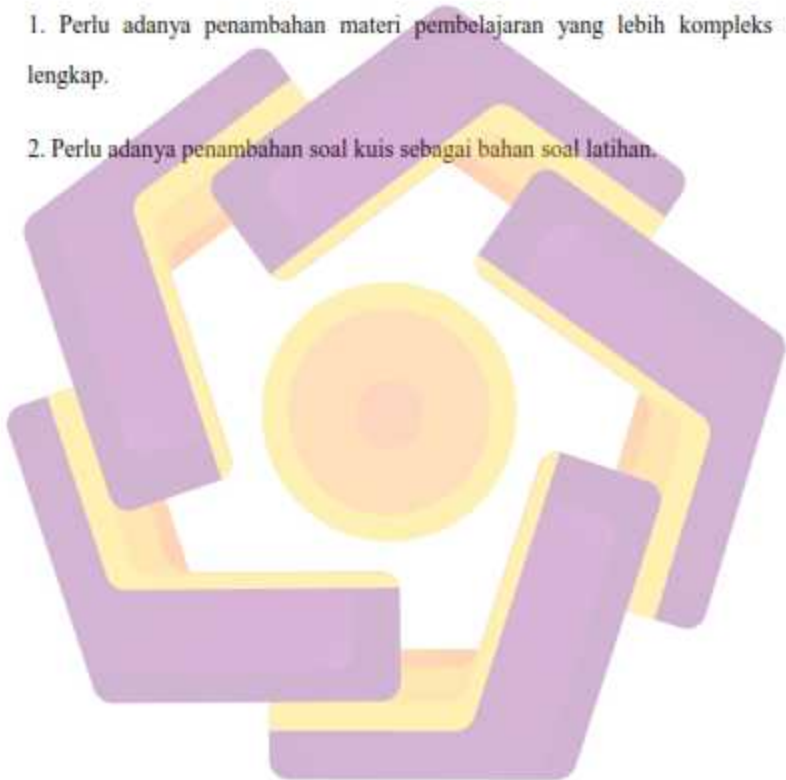 1. Perlu adanya penambahan materi pembelajaran yang lebih kompleks
lengkap.
2. Perlu adanya penambahan soal kuis sebagai bahan soal latihan.